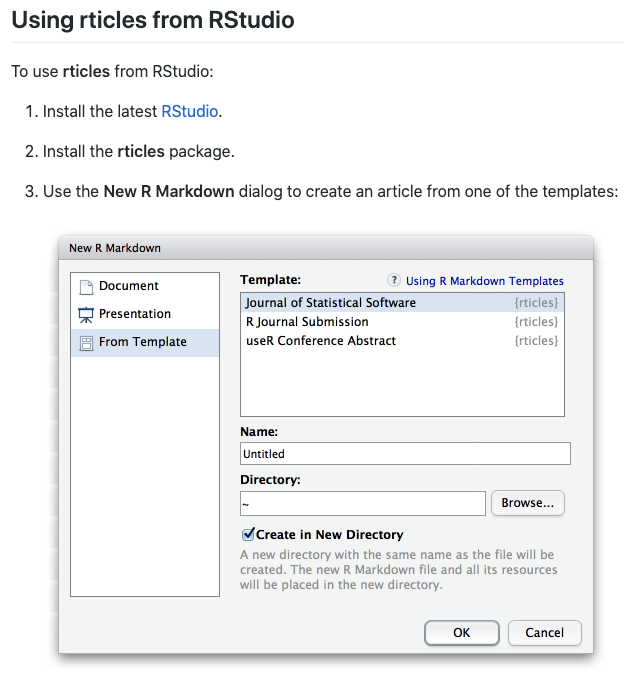 Using rticles from RStudio
To use rticles from RStudio:
1. Install the latest RStudio.
2. Install the rticles package.
3. Use the New R Markdown dialog to create an article from one of the templates:
New R Markdown
Document
Presentation
From Template
Template:
? Using R Markdown Templates
Journal of Statistical Software {rticles}
R Journal Submission {rticles}
useR Conference Abstract {rticles}
Name:
Untitled
Directory:
~
Browse...
Create in New Directory
A new directory with the same name as the file will be
created. The new R Markdown file and all its resources
will be placed in the new directory.
OK
Cancel